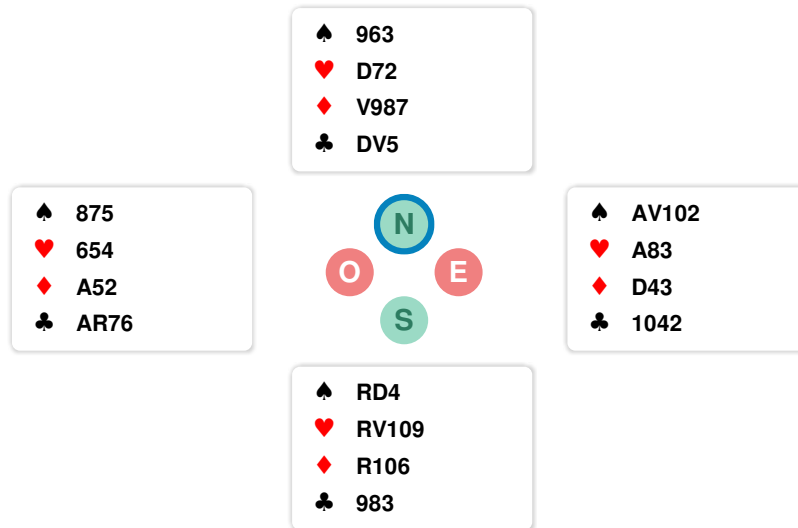 ♠ 963
♥ D72
♦ V987
♣ DV5
♠ 875
♥ 654
♦ A52
♣ AR76
N
O
E
S
♠ AV102
♥ A83
♦ D43
♣ 1042
♠ RD4
♥ RV109
♦ R106
♣ 983